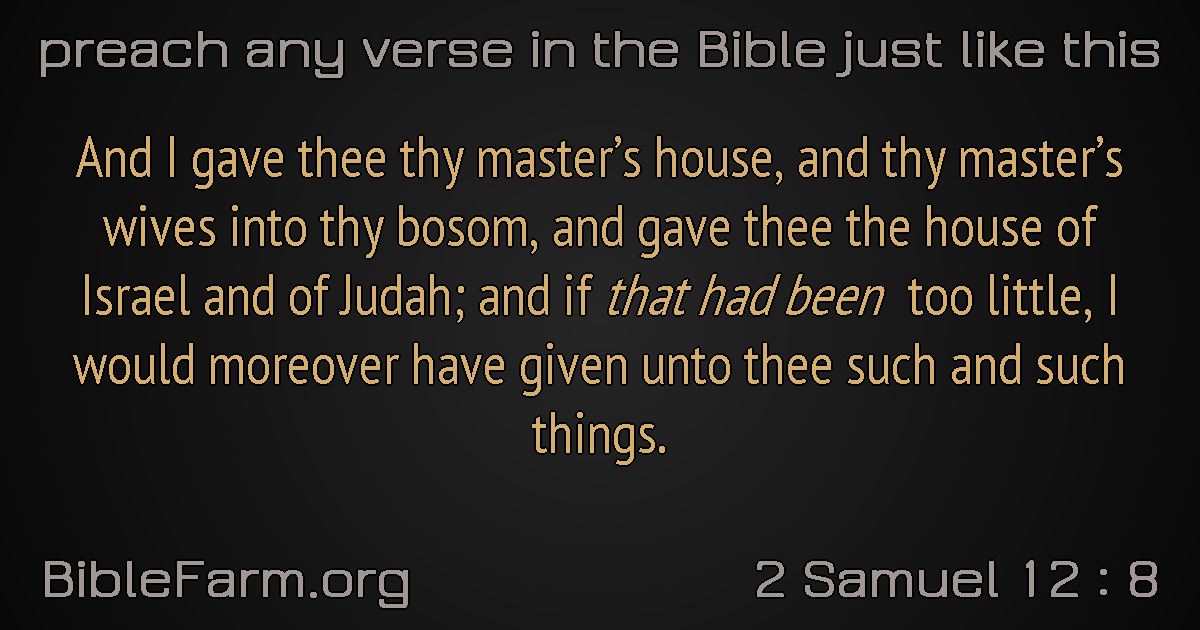 preach any verse in the Bible just like this
And I gave thee thy master’s house, and thy master’s
wives into thy bosom, and gave thee the house of
Israel and of Judah; and if that had been too little, I
would moreover have given unto thee such and such
things.
BibleFarm.org
2 Samuel 12 : 8